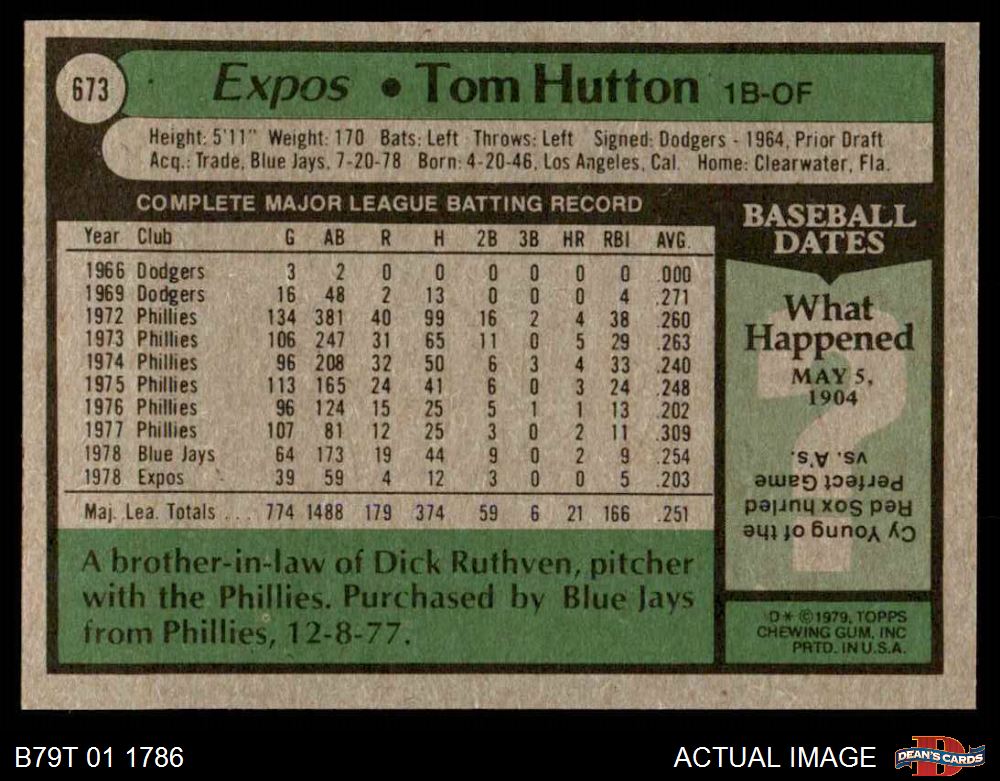 673
Expos • Tom Hutton 1B-OF
Height: 5'11" Weight: 170 Bats: Left Throws: Left Signed: Dodgers - 1964, Prior Draft
Acq.: Trade, Blue Jays, 7-20-78 Born: 4-20-46, Los Angeles, Cal. Home: Clearwater, Fla.
COMPLETE MAJOR LEAGUE BATTING RECORD
Year Club G AB R H 2B 3B HR RBI AVG.
1966 Dodgers 3 2 0 0 0 0 0 0 .000
1969 Dodgers 16 48 2 13 0 0 0 4 .271
1972 Phillies 134 381 40 99 16 2 4 38 .260
1973 Phillies 106 247 31 65 11 0 5 29 .263
1974 Phillies 96 208 32 50 6 3 4 33 .240
1975 Phillies 113 165 24 41 6 0 3 24 .248
1976 Phillies 96 124 15 25 5 1 1 13 .202
1977 Phillies 107 81 12 25 3 0 2 11 .309
1978 Blue Jays 64 173 19 44 9 0 2 9 .254
1978 Expos 39 59 4 12 3 0 0 5 .203
Maj. Lea. Totals ... 774 1488 179 374 59 6 21 166 .251
A brother-in-law of Dick Ruthven, pitcher
with the Phillies. Purchased by Blue Jays
from Phillies, 12-8-77.
BASEBALL
DATES
What
Happened
MAY 5,
1904
Cy Young of the
Red Sox hurled
Perfect Game
vs. A's.
D* ©1979, TOPPS
CHEWING GUM, INC
PRTD. IN U.S.A.
B79T 01 1786
ACTUAL IMAGE
DEAN'S CARDS